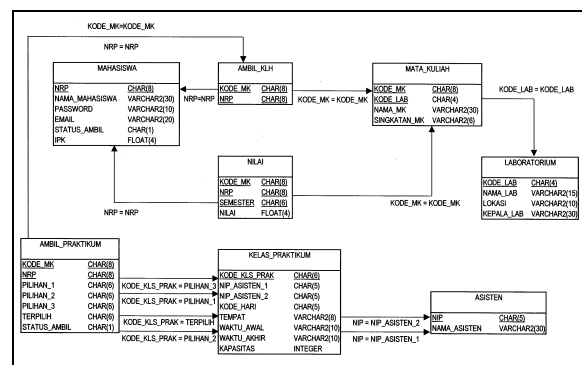 KODE_MK=KODE_MK
NRP = NRP
MAHASISWA
NRP CHAR(8)
NAMA_MAHASISWA VARCHAR2(30)
PASSWORD VARCHAR2(10)
EMAIL VARCHAR2(20)
STATUS_AMBIL CHAR(1)
IPK FLOAT(4)
NRP=NRP
AMBIL_KLH
KODE_MK CHAR(8)
NRP CHAR(8)
KODE_MK = KODE_MK
MATA_KULIAH
KODE_MK CHAR(8)
KODE_LAB CHAR(4)
NAMA_MK VARCHAR2(30)
SINGKATAN_MK VARCHAR2(6)
KODE_LAB = KODE_LAB
LABORATORIUM
KODE_LAB CHAR(4)
NAMA_LAB VARCHAR2(15)
LOKASI VARCHAR2(10)
KEPALA_LAB VARCHAR2(30)
NILAI
KODE_MK CHAR(8)
NRP CHAR(8)
SEMESTER CHAR(6)
NILAI FLOAT(4)
NRP = NRP
KODE_MK = KODE_MK
AMBIL_PRAKTIKUM
KODE_MK CHAR(8)
NRP CHAR(8)
PILIHAN_1 CHAR(6)
PILIHAN_2 CHAR(6)
PILIHAN_3 CHAR(6)
TERPILIH CHAR(6)
STATUS_AMBIL CHAR(1)
KODE_KLS_PRAK = PILIHAN_3
KODE_KLS_PRAK = PILIHAN_1
KODE_KLS_PRAK = TERPILIH
KODE_KLS_PRAK = PILIHAN_2
KELAS_PRAKTIKUM
KODE_KLS_PRAK CHAR(6)
NIP_ASISTEN_1 CHAR(5)
NIP_ASISTEN_2 CHAR(5)
KODE_HARI CHAR(5)
TEMPAT VARCHAR2(8)
WAKTU_AWAL VARCHAR2(10)
WAKTU_AKHIR VARCHAR2(10)
KAPASITAS INTEGER
NIP = NIP_ASISTEN_2
NIP = NIP_ASISTEN_1
ASISTEN
NIP CHAR(5)
NAMA_ASISTEN VARCHAR2(30)